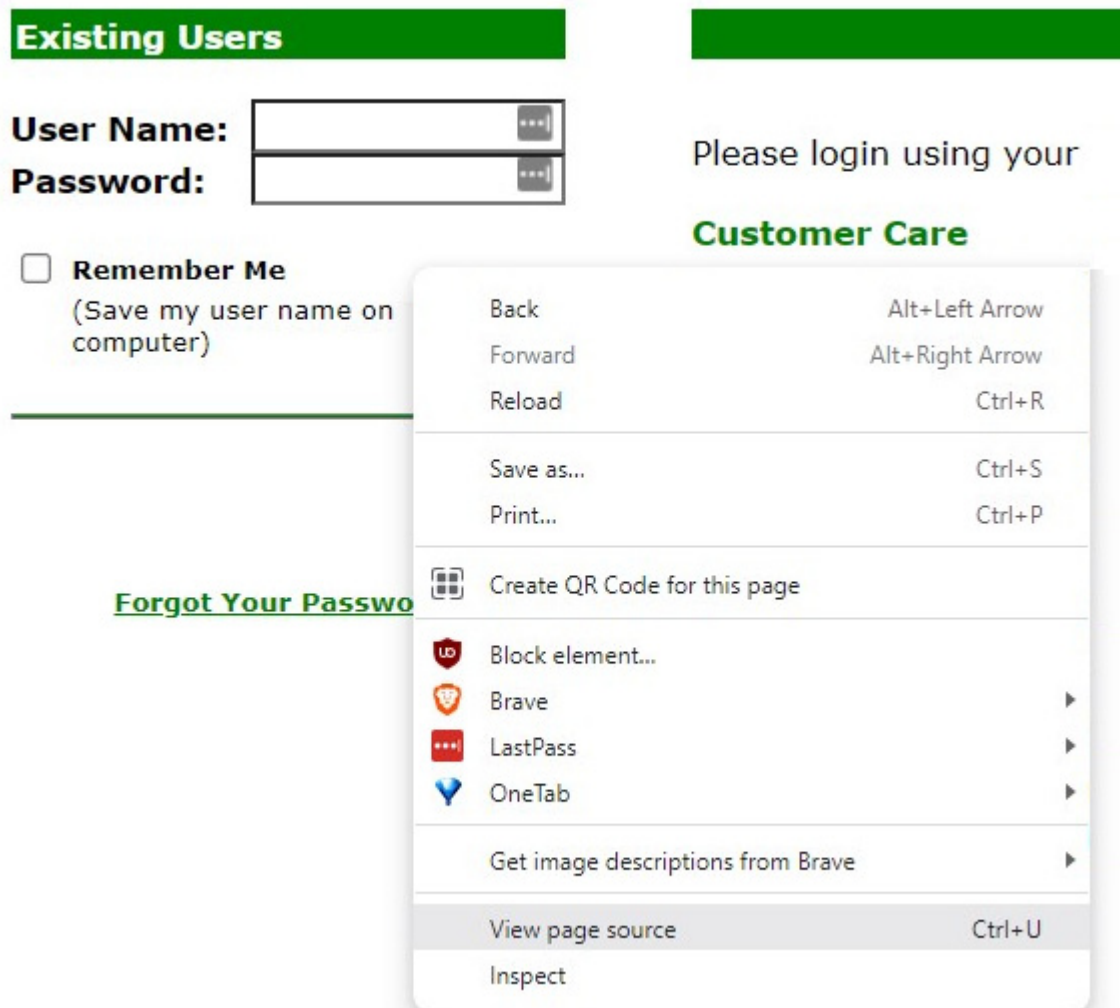 Existing Users
User Name:
Password:
Remember Me
(Save my user name on
computer)
Forgot Your Passwo
Please login using your
Customer Care
Back Alt+Left Arrow
Forward Alt+Right Arrow
Reload Ctrl+R
Save as... Ctrl+S
Print... Ctrl+P
Create QR Code for this page
Block element...
Brave
LastPass
OneTab
Get image descriptions from Brave
View page source Ctrl+U
Inspect